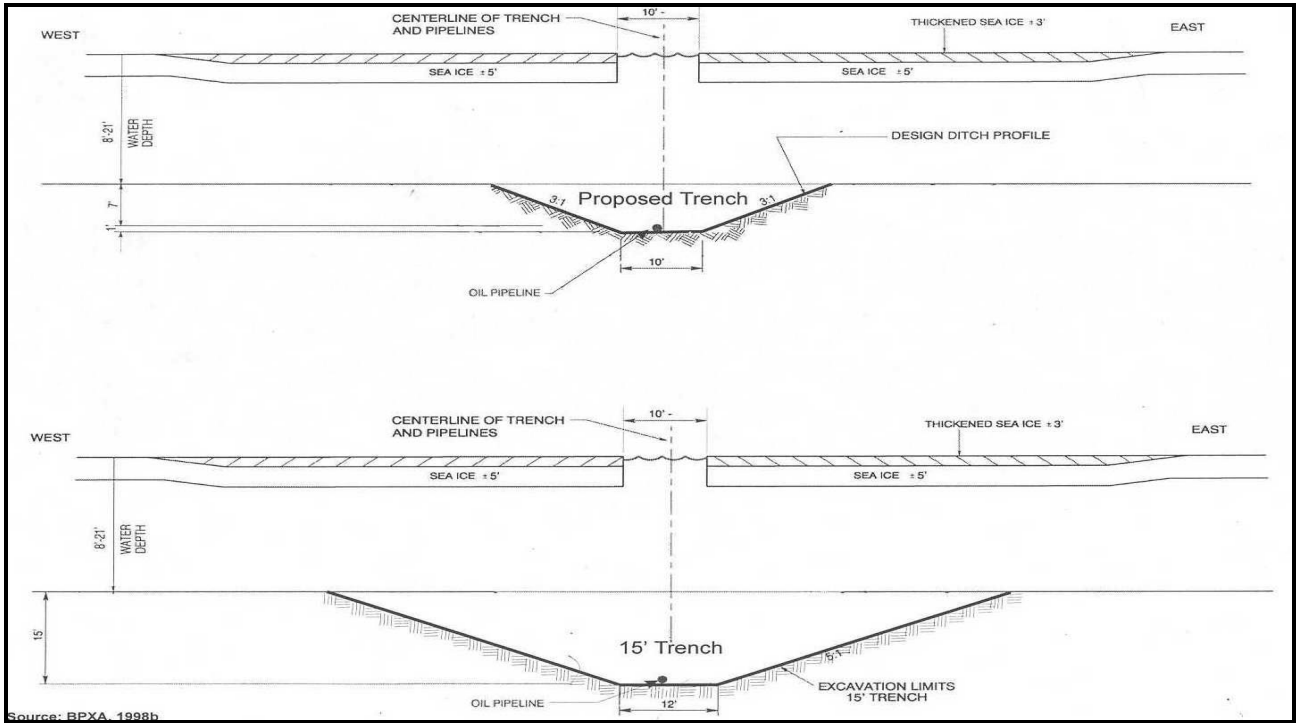 10' -
CENTERLINE OF TRENCH
AND PIPELINES
THICKENED SEA ICE ± 3'
WEST
EAST
SEA ICE ± 5'
SEA ICE ± 5'
8'-21'
WATER
DEPTH
DESIGN DITCH PROFILE
7'
1'
3:1
Proposed Trench
3:1
10'
OIL PIPELINE
10' -
CENTERLINE OF TRENCH
AND PIPELINES
THICKENED SEA ICE ± 3'
WEST
EAST
SEA ICE ± 5'
SEA ICE ± 5'
8'-21'
WATER
DEPTH
15'
15' Trench
OIL PIPELINE
12'
EXCAVATION LIMITS
15' TRENCH
Source: BPXA, 1998b